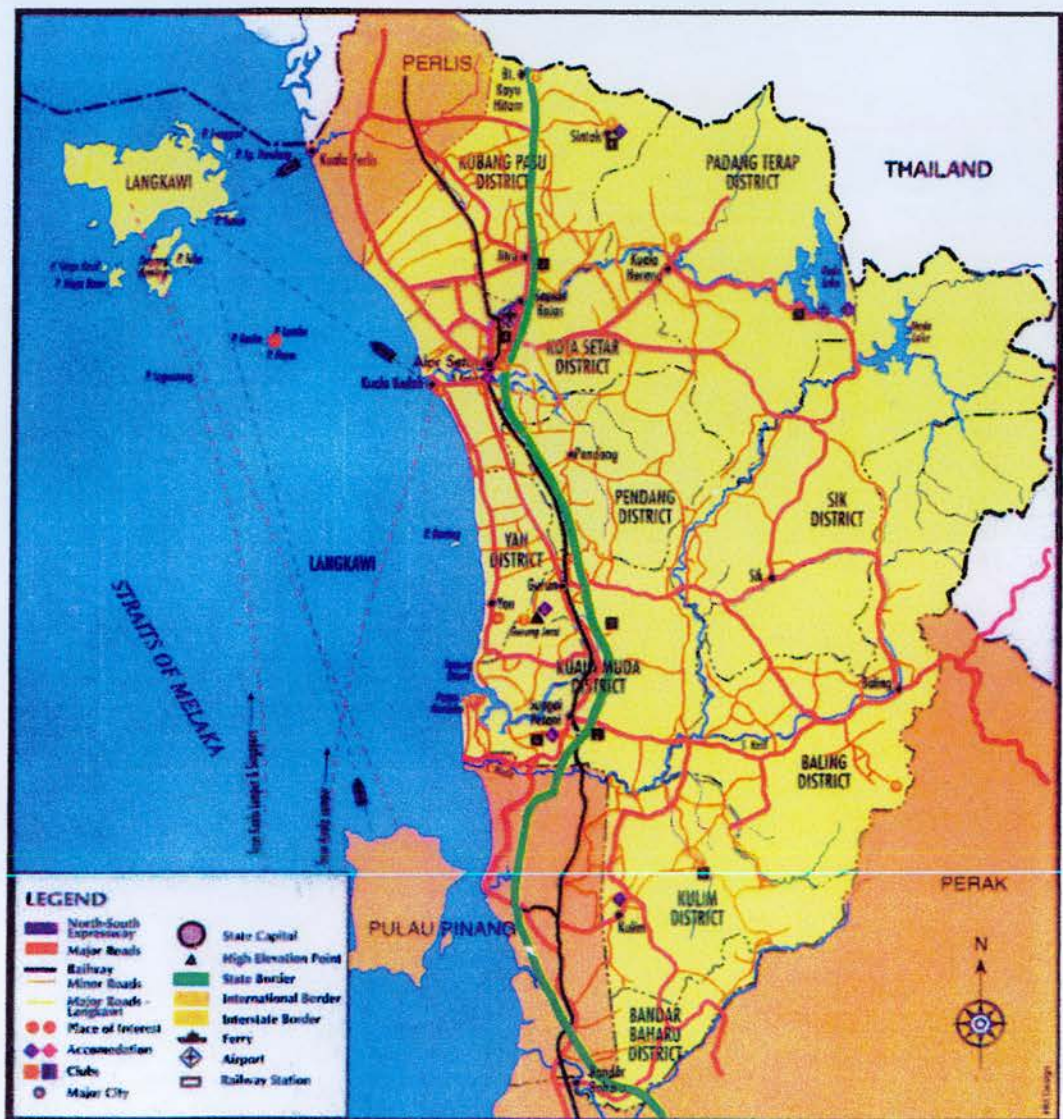 PERLIS
Bt.
Kayu
Hitam
Sintok
Kuala Perlis
KUBANG PASU
DISTRICT
PADANG TERAP
DISTRICT
THAILAND
LANGKAWI
Jitra
Kuala
Nerang
Alor Setar
Kuala Kedah
KOTA SETAR
DISTRICT
Pendang
PENDANG
DISTRICT
SIK
DISTRICT
YAN
DISTRICT
LANGKAWI
Gurun
Sik
Yan
STRAITS OF MELAKA
KUALA MUDA
DISTRICT
Sungai
Petani
Baling
BALING
DISTRICT
PERAK
KULIM
DISTRICT
Kulim
PULAU PINANG
BANDAR
BAHARU
DISTRICT
N
LEGEND
North-South
Expressway
Major Roads
Railway
Minor Roads
Major Roads -
Langkawi
Place of Interest
Accomodation
Clubs
Major City
State Capital
High Elevation Point
State Border
International Border
Interstate Border
Ferry
Airport
Railway Station